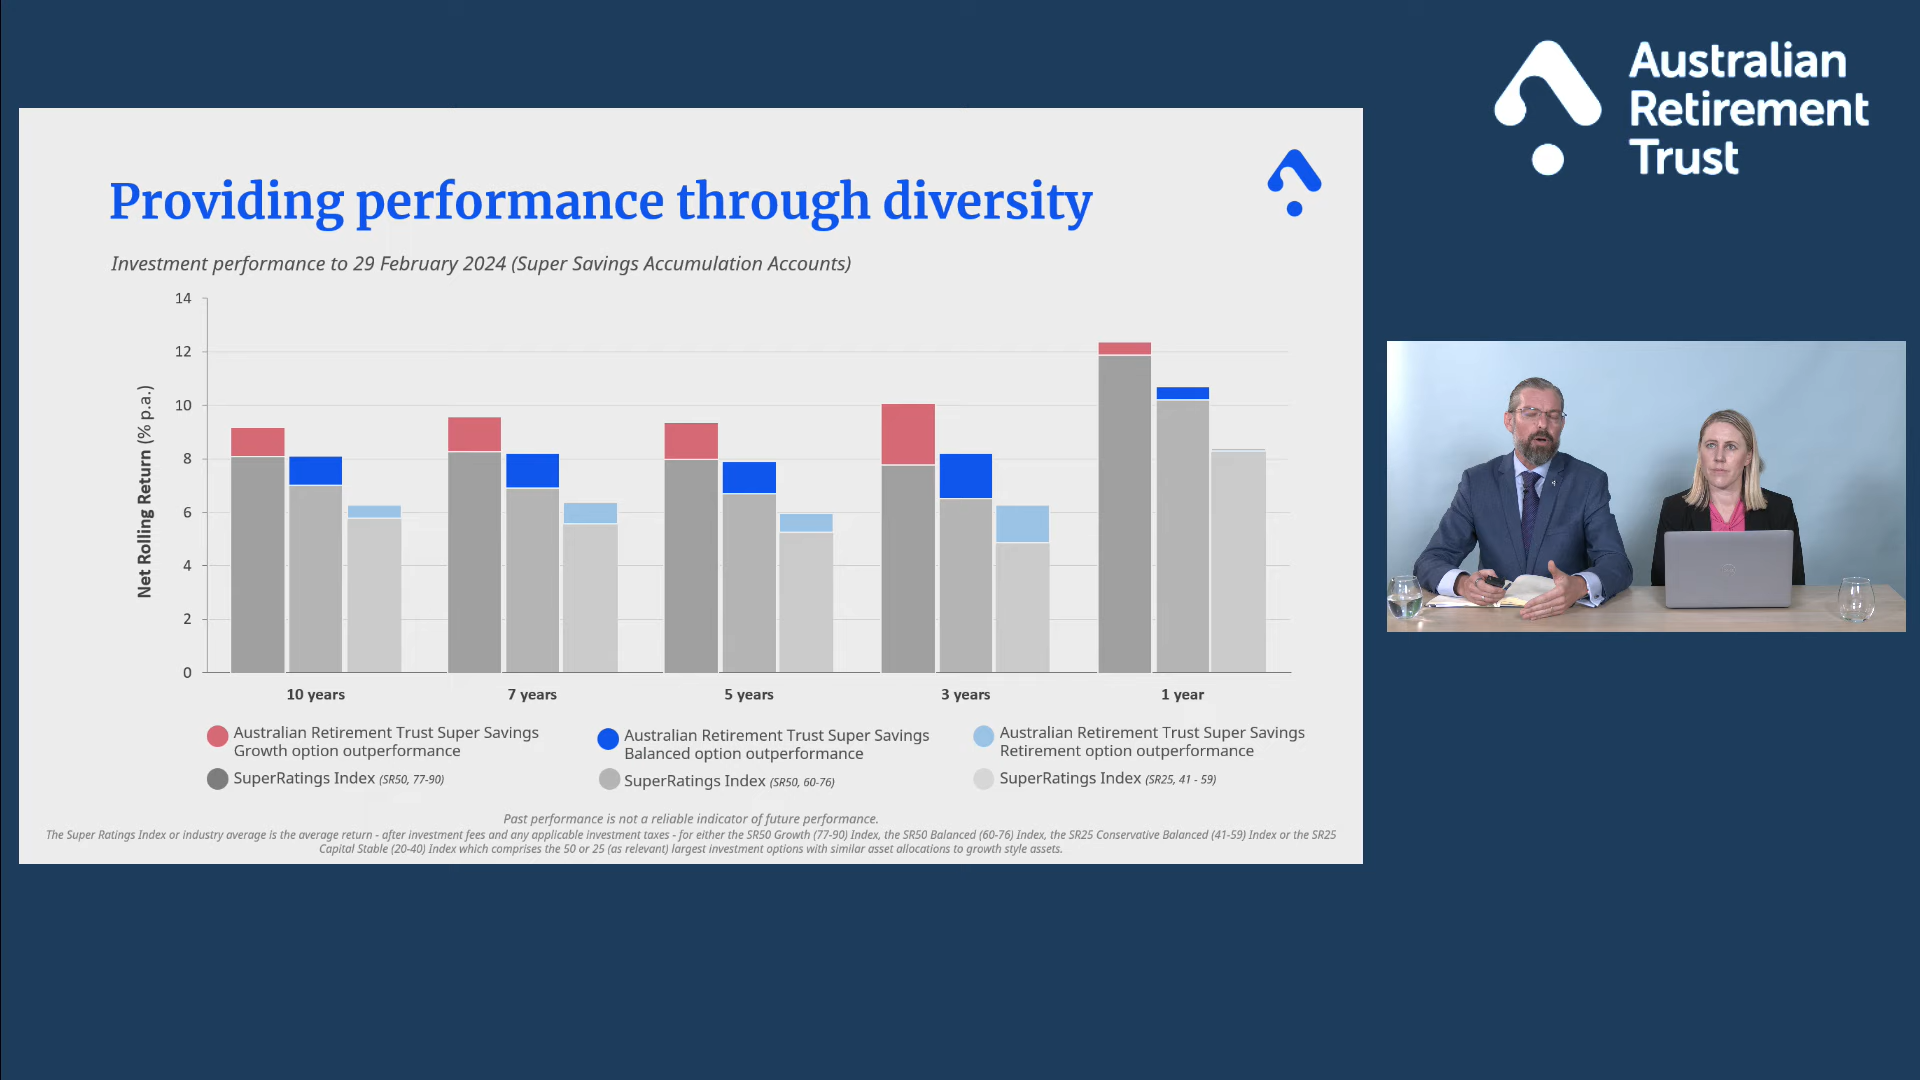 Australian
Retirement
Trust
Providing performance through diversity
Investment performance to 29 February 2024 (Super Savings Accumulation Accounts)
Net Rolling Return (% p.a.)
14
12
10
8
6
4
2
0
10 years
7 years
5 years
3 years
1 year
Australian Retirement Trust Super Savings
Growth option outperformance
SuperRatings Index (SR50, 77-90)
Australian Retirement Trust Super Savings
Balanced option outperformance
SuperRatings Index (SR50, 60-76)
Australian Retirement Trust Super Savings
Retirement option outperformance
SuperRatings Index (SR25, 41 - 59)
Past performance is not a reliable indicator of future performance.
The Super Ratings Index or industry average is the average return - after investment fees and any applicable investment taxes - for either the SR50 Growth (77-90) Index, the SR50 Balanced (60-76) Index, the SR25 Conservative Balanced (41-59) Index or the SR25
Capital Stable (20-40) Index which comprises the 50 or 25 (as relevant) largest investment options with similar asset allocations to growth style assets.